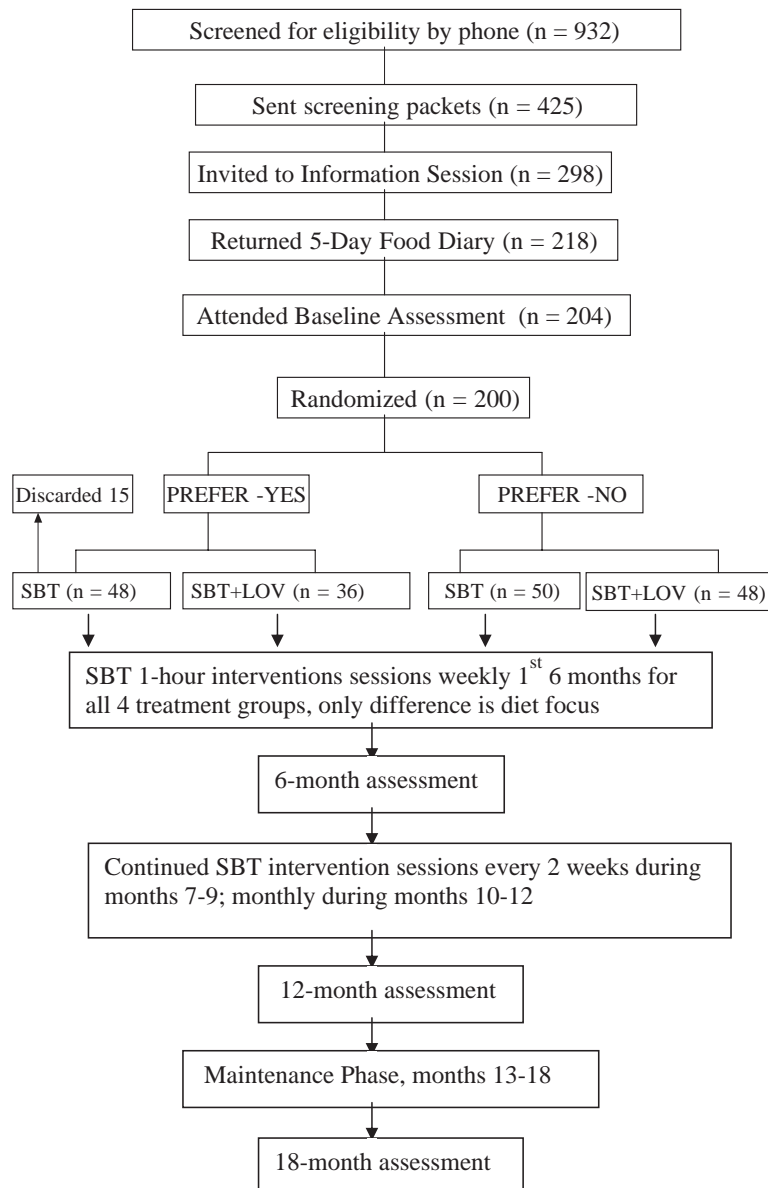 Screened for eligibility by phone (n = 932)
Sent screening packets (n = 425)
Invited to Information Session (n = 298)
Returned 5-Day Food Diary (n = 218)
Attended Baseline Assessment (n = 204)
Randomized (n = 200)
Discarded 15
PREFER -YES
PREFER -NO
SBT (n = 48)
SBT+LOV (n = 36)
SBT (n = 50)
SBT+LOV (n = 48)
SBT 1-hour interventions sessions weekly 1st 6 months for
all 4 treatment groups, only difference is diet focus
6-month assessment
Continued SBT intervention sessions every 2 weeks during
months 7-9; monthly during months 10-12
12-month assessment
Maintenance Phase, months 13-18
18-month assessment